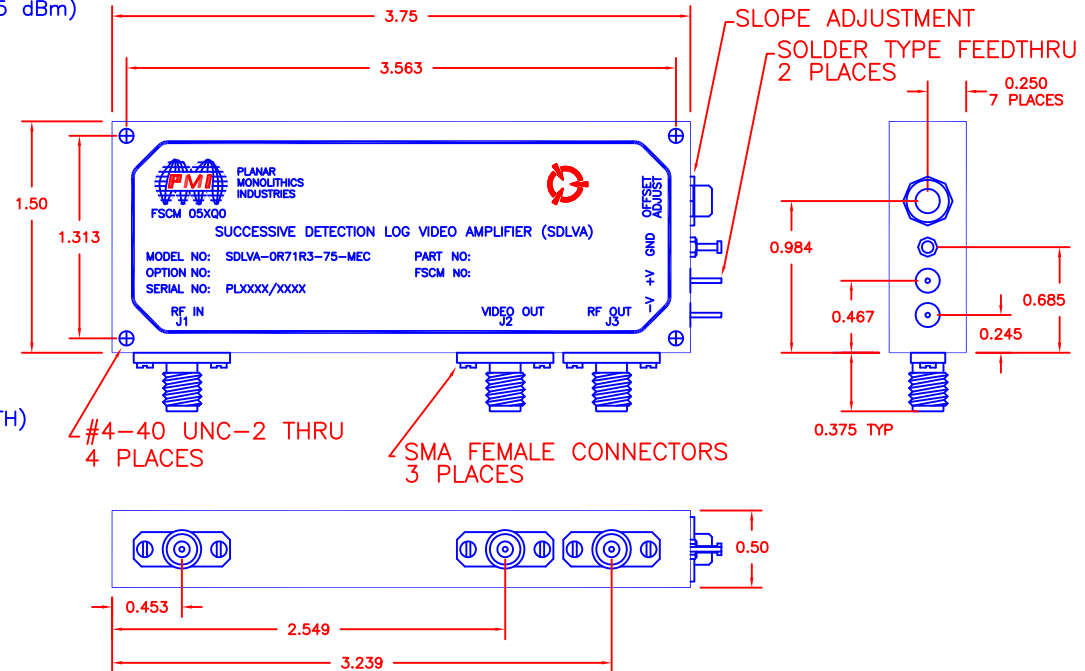 5 dBm)
3.75
SLOPE ADJUSTMENT
3.563
SOLDER TYPE FEEDTHRU
2 PLACES
0.250
7 PLACES
1.50
1.313
PMI
PLANAR
MONOLITHICS
INDUSTRIES
FSCM 05XQ0
OFFSET
ADJUST
SUCCESSIVE DETECTION LOG VIDEO AMPLIFIER (SDLVA)
MODEL NO: SDLVA-0R71R3-75-MEC
PART NO:
OPTION NO:
FSCM NO:
SERIAL NO: PLXXXX/XXXX
GND
+V
-V
RF IN
J1
VIDEO OUT
J2
RF OUT
J3
0.984
0.467
0.685
0.245
0.375 TYP
TH)
#4-40 UNC-2 THRU
4 PLACES
SMA FEMALE CONNECTORS
3 PLACES
0.50
0.453
2.549
3.239